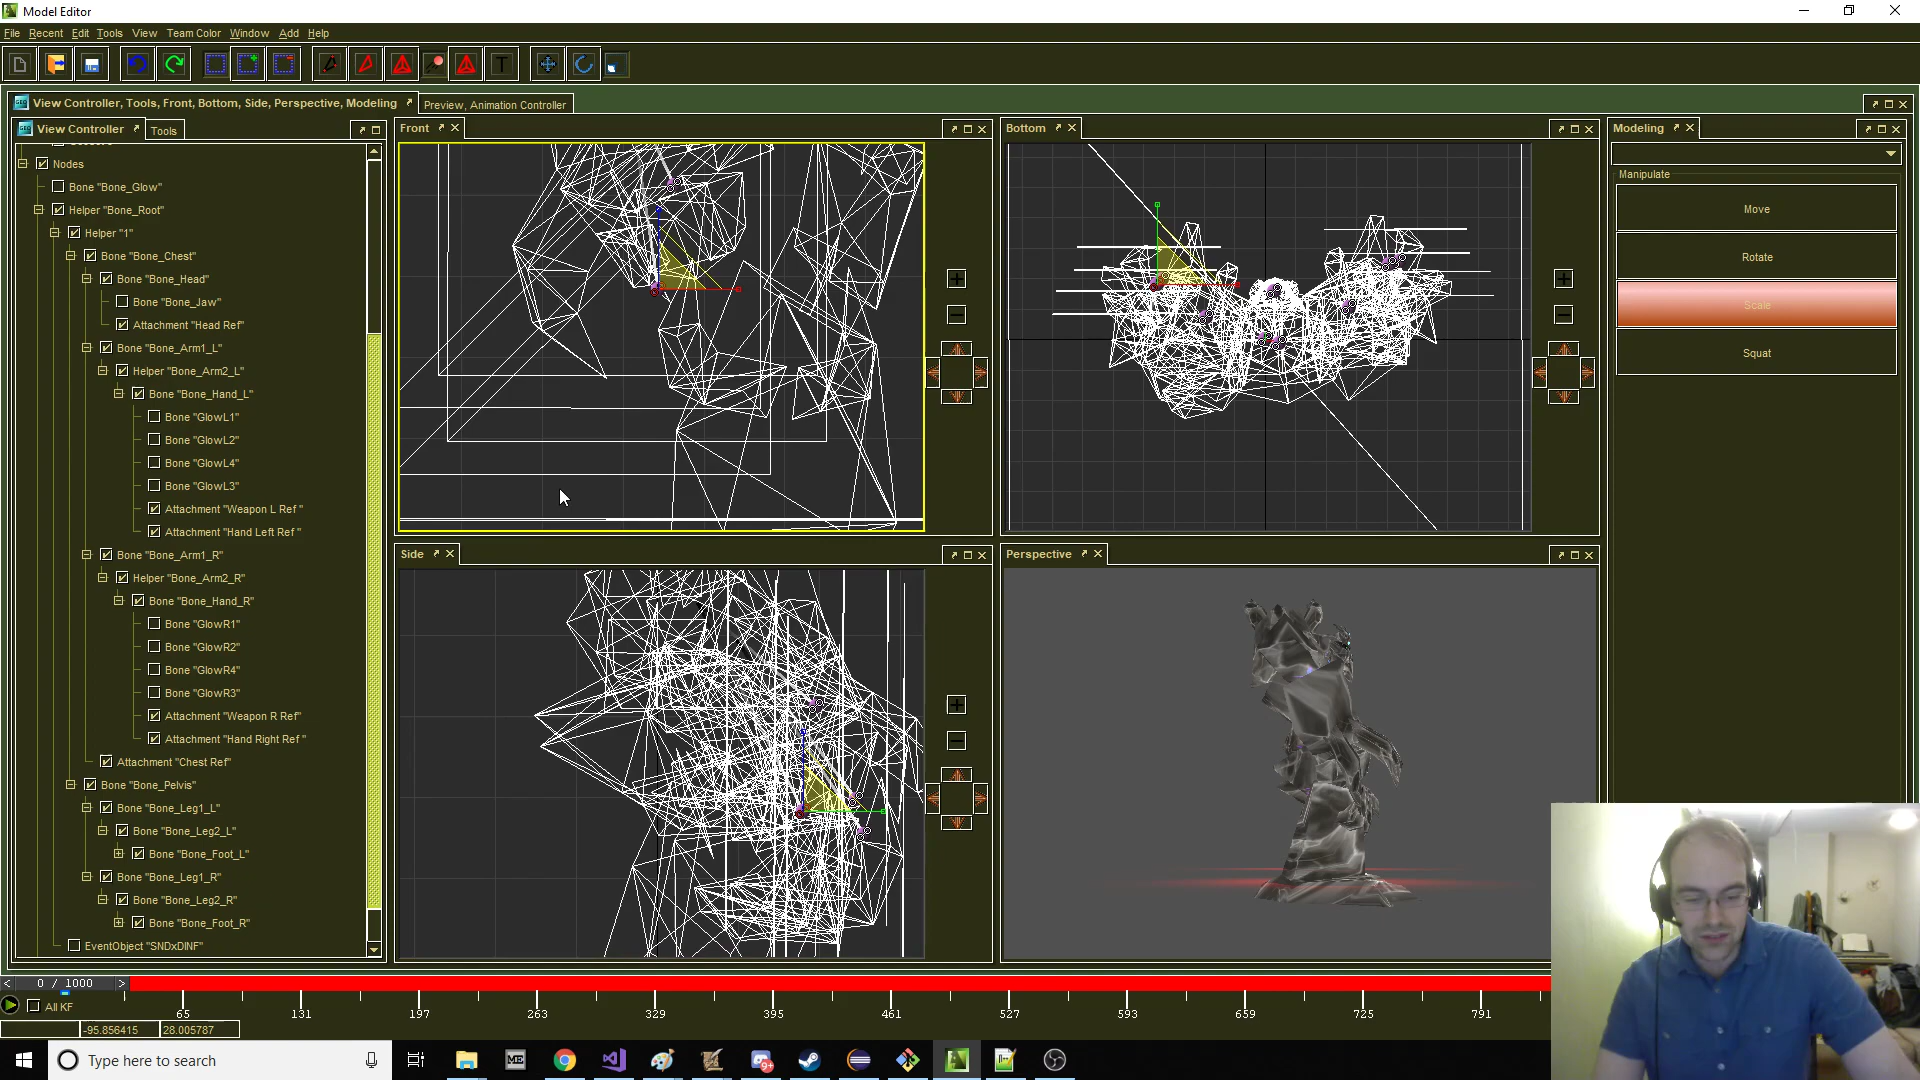 Model Editor
File Recent Edit Tools View Team Color Window Add Help
View Controller, Tools, Front, Bottom, Side, Perspective, Modeling
Preview, Animation Controller
View Controller
Tools
Front
Bottom
Modeling
Nodes
Bone "Bone_Glow"
Helper "Bone_Root"
Helper "1"
Bone "Bone_Chest"
Bone "Bone_Head"
Bone "Bone_Jaw"
Attachment "Head Ref"
Bone "Bone_Arm1_L"
Helper "Bone_Arm2_L"
Bone "Bone_Hand_L"
Bone "GlowL1"
Bone "GlowL2"
Bone "GlowL4"
Bone "GlowL3"
Attachment "Weapon L Ref "
Attachment "Hand Left Ref "
Bone "Bone_Arm1_R"
Helper "Bone_Arm2_R"
Bone "Bone_Hand_R"
Bone "GlowR1"
Bone "GlowR2"
Bone "GlowR4"
Bone "GlowR3"
Attachment "Weapon R Ref"
Attachment "Hand Right Ref "
Attachment "Chest Ref"
Bone "Bone_Pelvis"
Bone "Bone_Leg1_L"
Bone "Bone_Leg2_L"
Bone "Bone_Foot_L"
Bone "Bone_Leg1_R"
Bone "Bone_Leg2_R"
Bone "Bone_Foot_R"
EventObject "SNDxDINF"
Manipulate
Move
Rotate
Scale
Squat
Side
Perspective
< 0 / 1000 >
All KF
65 131 197 263 329 395 461 527 593 659 725 791
-95.856415 28.005787
Type here to search
ME
9+